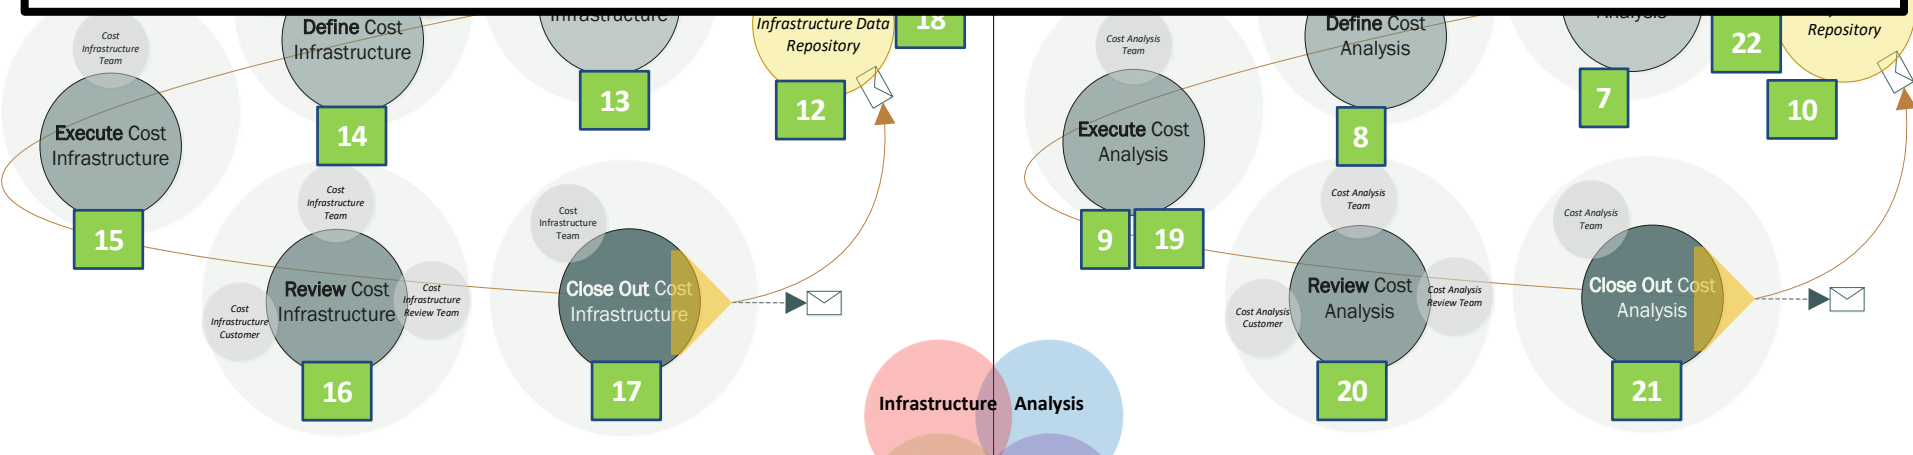 Cost
Infrastructure
Team
Define Cost
Infrastructure
Infrastructure
Infrastructure Data
Repository
18
13
12
14
Execute Cost
Infrastructure
15
Cost
Infrastructure
Team
Review Cost
Infrastructure
Cost
Infrastructure
Customer
Cost
Infrastructure
Review Team
16
Cost
Infrastructure
Team
Close Out Cost
Infrastructure
17
Infrastructure
Analysis
Cost Analysis
Team
Define Cost
Analysis
Analysis
Repository
22
7
10
8
Execute Cost
Analysis
9
19
Cost Analysis
Team
Review Cost
Analysis
Cost Analysis
Customer
Cost Analysis
Review Team
20
Cost Analysis
Team
Close Out Cost
Analysis
21